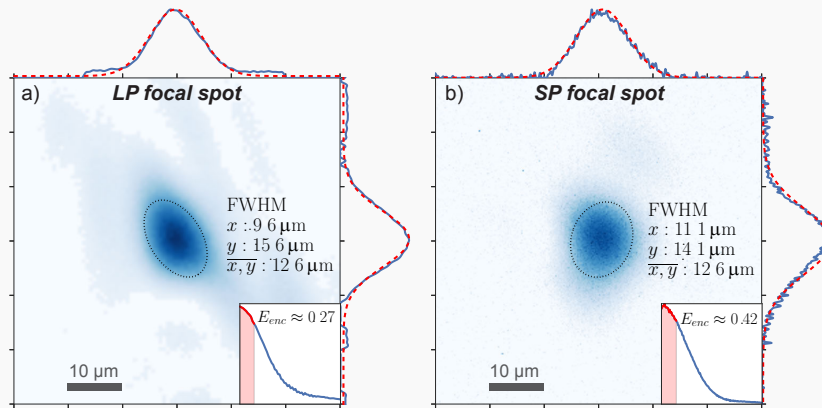 a) LP focal spot
FWHM
x : .9 6 µm
y : 15 6 µm
x, y : 12 6 µm
E_enc ≈ 0 27
10 µm
b) SP focal spot
FWHM
x : 11 1 µm
y : 14 1 µm
x, y : 12 6 µm
E_enc ≈ 0.42
10 µm